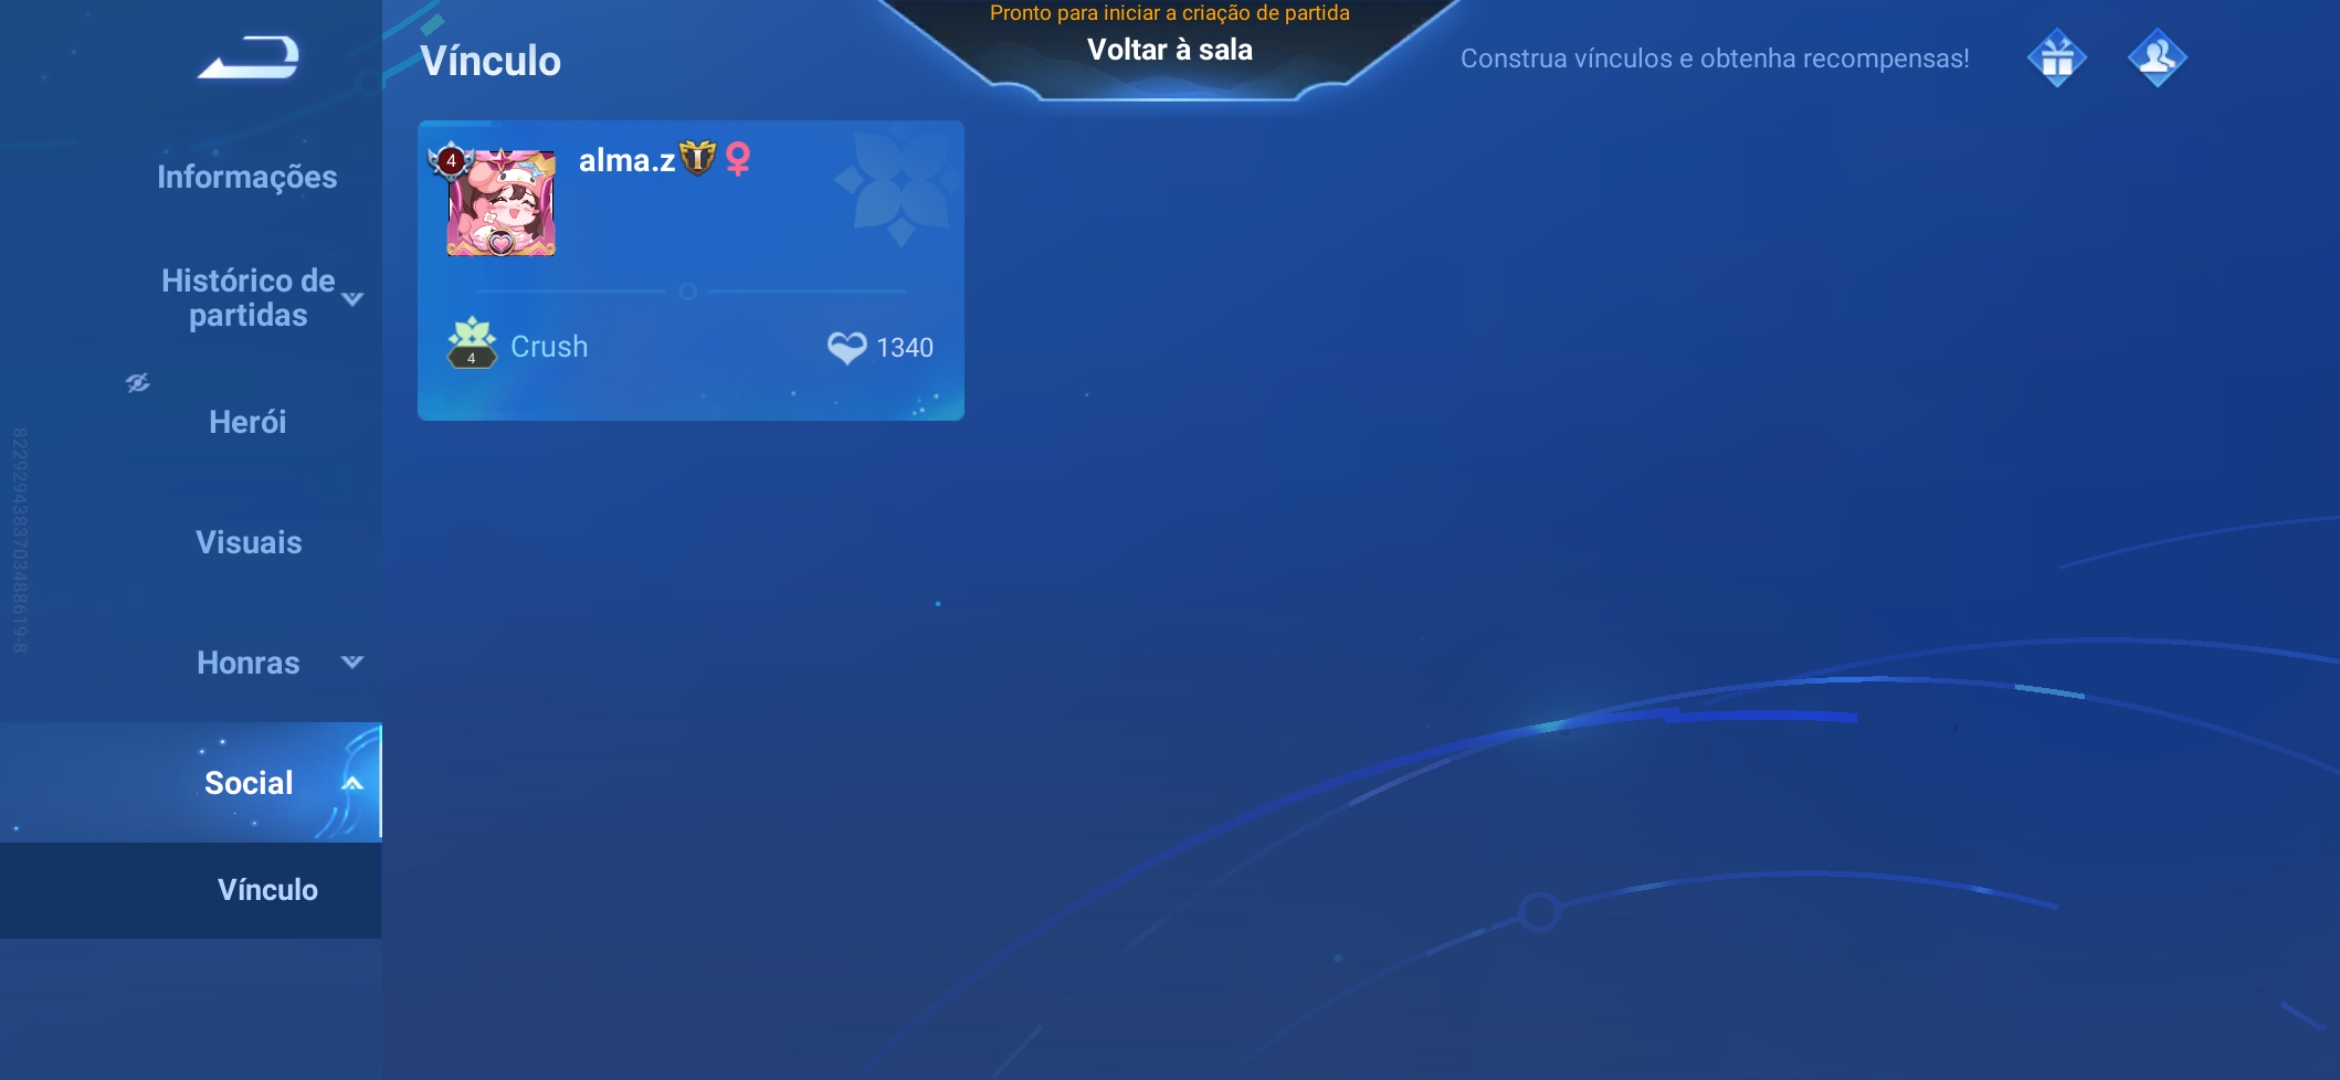 Pronto para iniciar a criação de partida
Voltar à sala
Vínculo
Construa vínculos e obtenha recompensas!
Informações
Histórico de
partidas
Herói
Visuais
Honras
Social
Vínculo
4
alma.z
I
4
Crush
1340